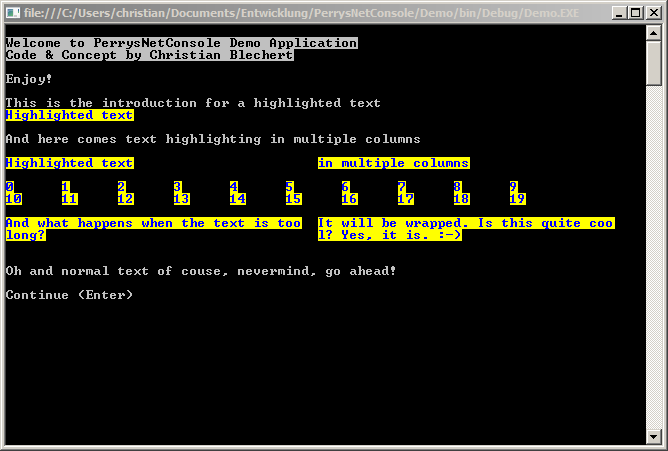 file:///C:/Users/christian/Documents/Entwicklung/PerrysNetConsole/Demo/bin/Debug/Demo.EXE
Welcome to PerrysNetConsole Demo Application
Code & Concept by Christian Blechert
Enjoy!
This is the introduction for a highlighted text
Highlighted text
And here comes text highlighting in multiple columns
Highlighted text in multiple columns
0 1 2 3 4 5 6 7 8 9
10 11 12 13 14 15 16 17 18 19
And what happens when the text is too It will be wrapped. Is this quite coo
long? l? Yes, it is. :-)
Oh and normal text of couse, nevermind, go ahead!
Continue (Enter)